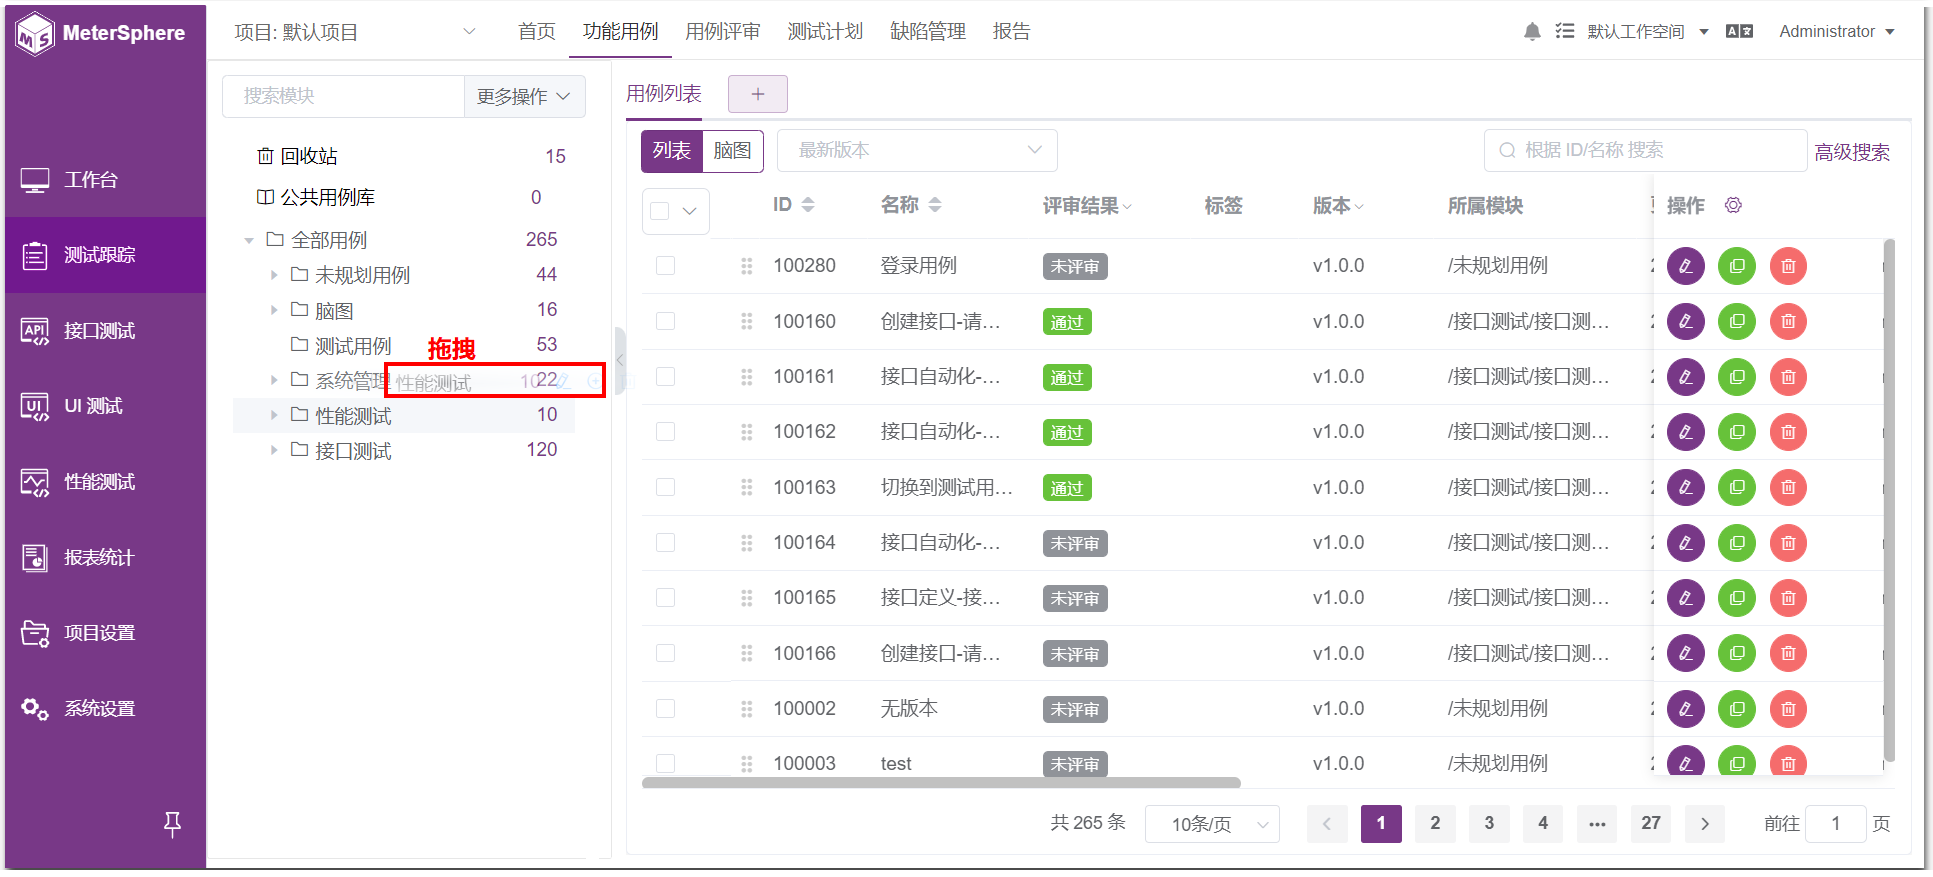 MeterSphere
项目: 默认项目
首页 功能用例 用例评审 测试计划 缺陷管理 报告
默认工作空间
Administrator
工作台
测试跟踪
接口测试
UI 测试
性能测试
报表统计
项目设置
系统设置
搜索模块 更多操作
回收站 15
公共用例库 0
全部用例 265
未规划用例 44
脑图 16
测试用例 53
拖拽
系统管理 22
性能测试 10
性能测试 10
接口测试 120
用例列表 +
列表 脑图 最新版本
根据 ID/名称 搜索 高级搜索
ID 名称 评审结果 标签 版本 所属模块 操作
100280 登录用例 未评审 v1.0.0 /未规划用例
100160 创建接口-请... 通过 v1.0.0 /接口测试/接口测...
100161 接口自动化-... 通过 v1.0.0 /接口测试/接口测...
100162 接口自动化-... 通过 v1.0.0 /接口测试/接口测...
100163 切换到测试用... 通过 v1.0.0 /接口测试/接口测...
100164 接口自动化-... 未评审 v1.0.0 /接口测试/接口测...
100165 接口定义-接... 未评审 v1.0.0 /接口测试/接口测...
100166 创建接口-请... 未评审 v1.0.0 /接口测试/接口测...
100002 无版本 未评审 v1.0.0 /未规划用例
100003 test 未评审 v1.0.0 /未规划用例
共 265 条 10条/页 1 2 3 4 ... 27 前往 1 页